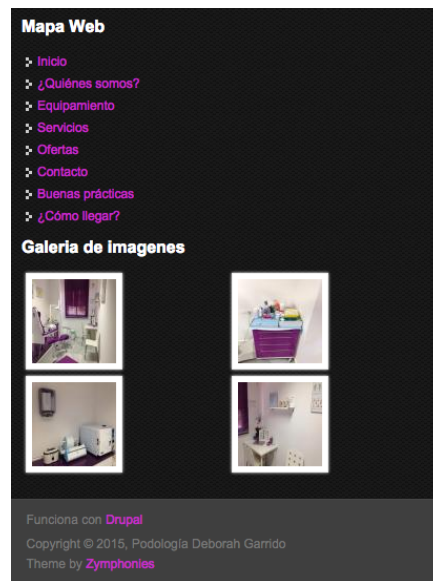 Mapa Web
Inicio
¿Quiénes somos?
Equipamiento
Servicios
Ofertas
Contacto
Buenas prácticas
¿Cómo llegar?
Galeria de imagenes
Funciona con Drupal
Copyright © 2015, Podología Deborah Garrido
Theme by Zymphonies